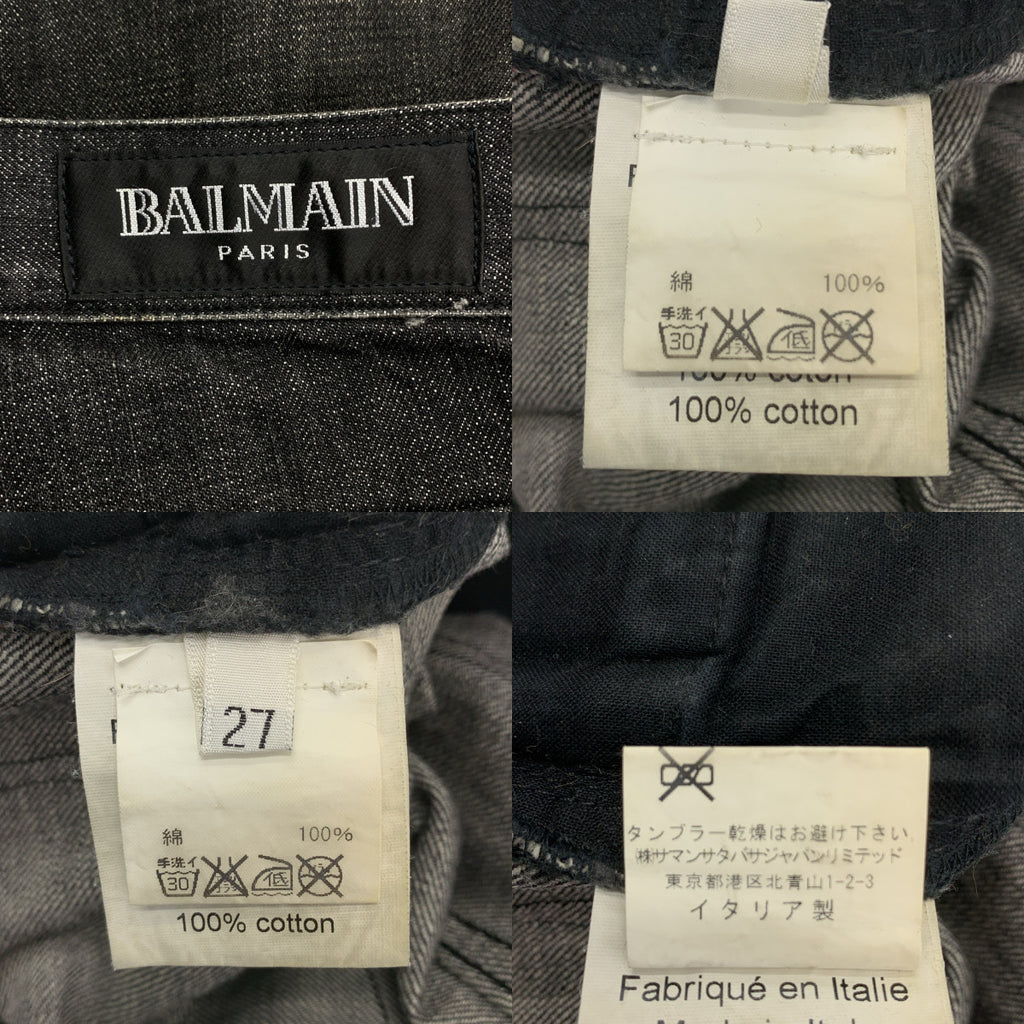 BALMAIN
PARIS
綿 100%
手洗イ
30 低
100% coton
100% cotton
27
綿 100%
手洗イ
30 低
100% cotton
タンブラー乾燥はお避け下さい
㈱サマンサタバサジャパンリミテッド
東京都港区北青山1-2-3
イタリア製
Fabriqué en Italie